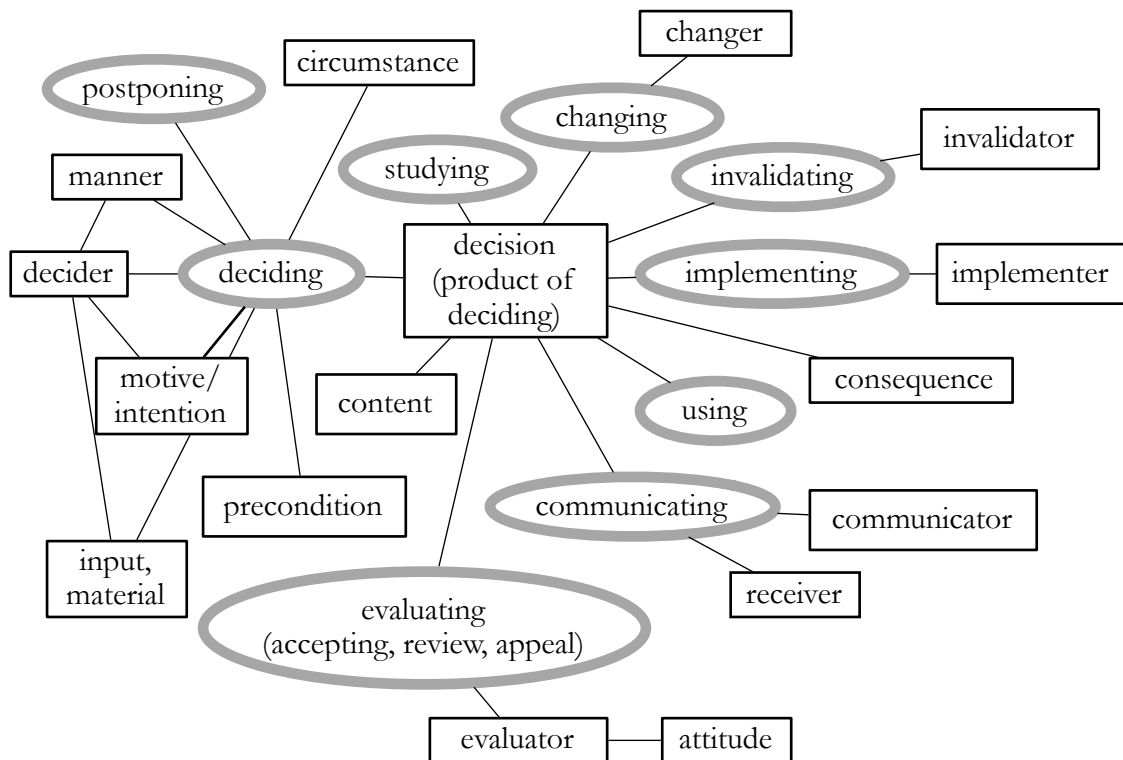 changer
circumstance
postponing
changing
invalidator
studying
manner
invalidating
decision
(product of
deciding)
decider
deciding
implementing
implementer
motive/
intention
content
consequence
using
precondition
communicating
communicator
input,
material
receiver
evaluating
(accepting, review, appeal)
evaluator
attitude